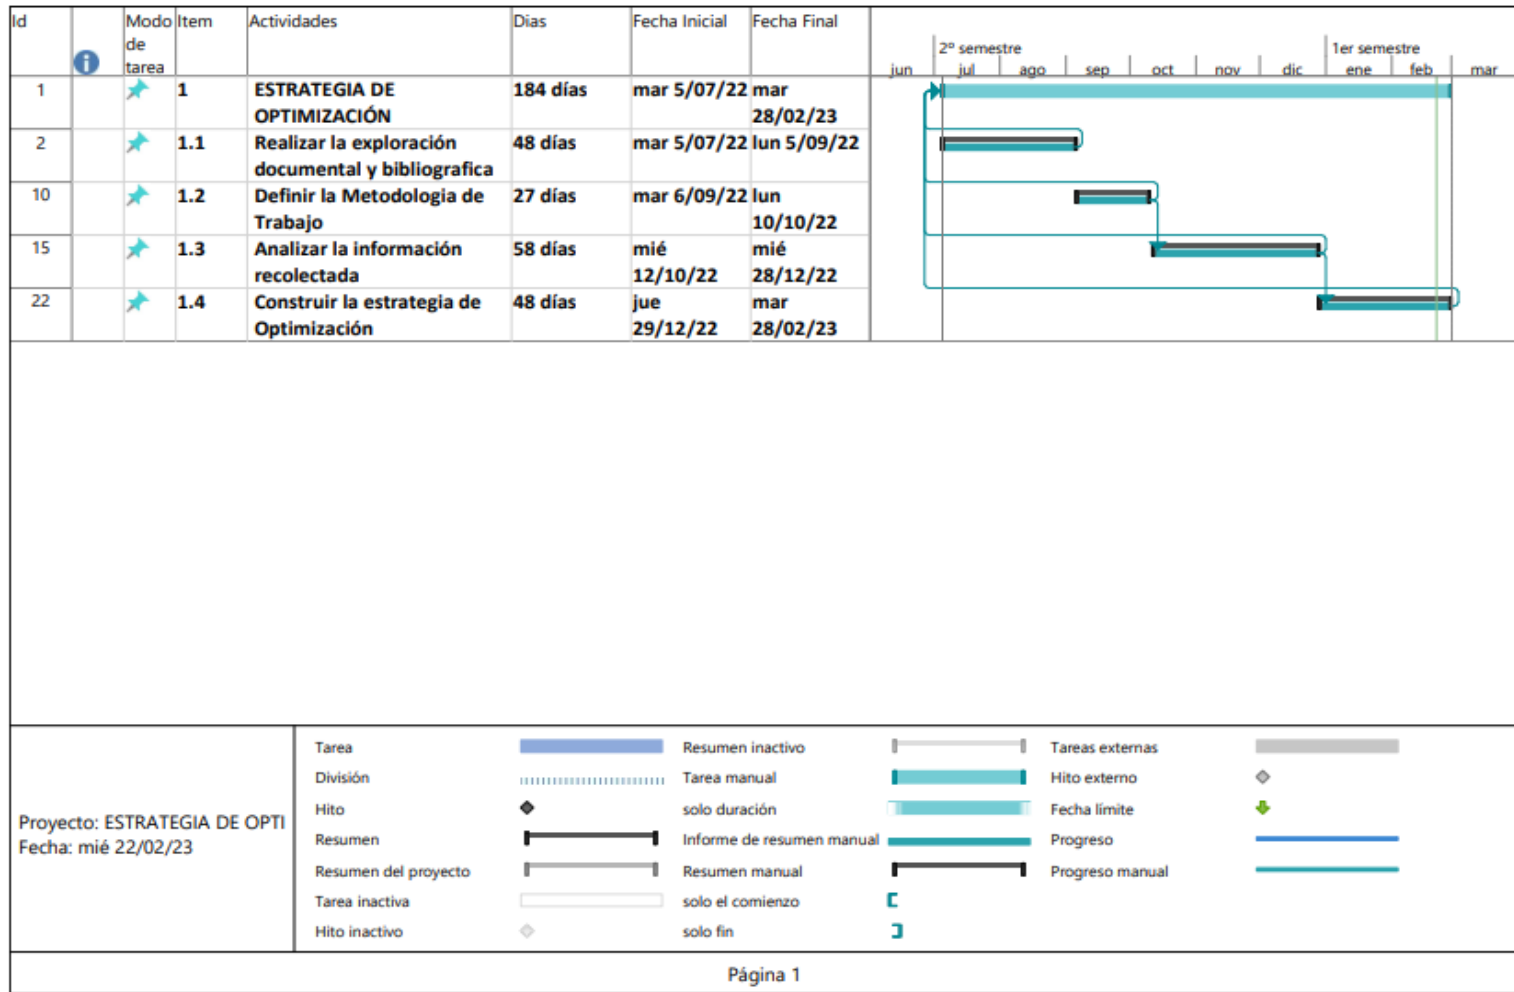 Id Modo de tarea Item Actividades Dias Fecha Inicial Fecha Final
2º semestre 1er semestre
jun jul ago sep oct nov dic ene feb mar
1 1 ESTRATEGIA DE 184 días mar 5/07/22 mar
OPTIMIZACIÓN 28/02/23
2 1.1 Realizar la exploración 48 días mar 5/07/22 lun 5/09/22
documental y bibliografica
10 1.2 Definir la Metodologia de 27 días mar 6/09/22 lun
Trabajo 10/10/22
15 1.3 Analizar la información 58 días mié mié
recolectada 12/10/22 28/12/22
22 1.4 Construir la estrategia de 48 días jue mar
Optimización 29/12/22 28/02/23
Proyecto: ESTRATEGIA DE OPTI
Fecha: mié 22/02/23
Tarea Resumen inactivo Tareas externas
División Tarea manual Hito externo
Hito solo duración Fecha límite
Resumen Informe de resumen manual Progreso
Resumen del proyecto Resumen manual Progreso manual
Tarea inactiva solo el comienzo
Hito inactivo solo fin
Página 1